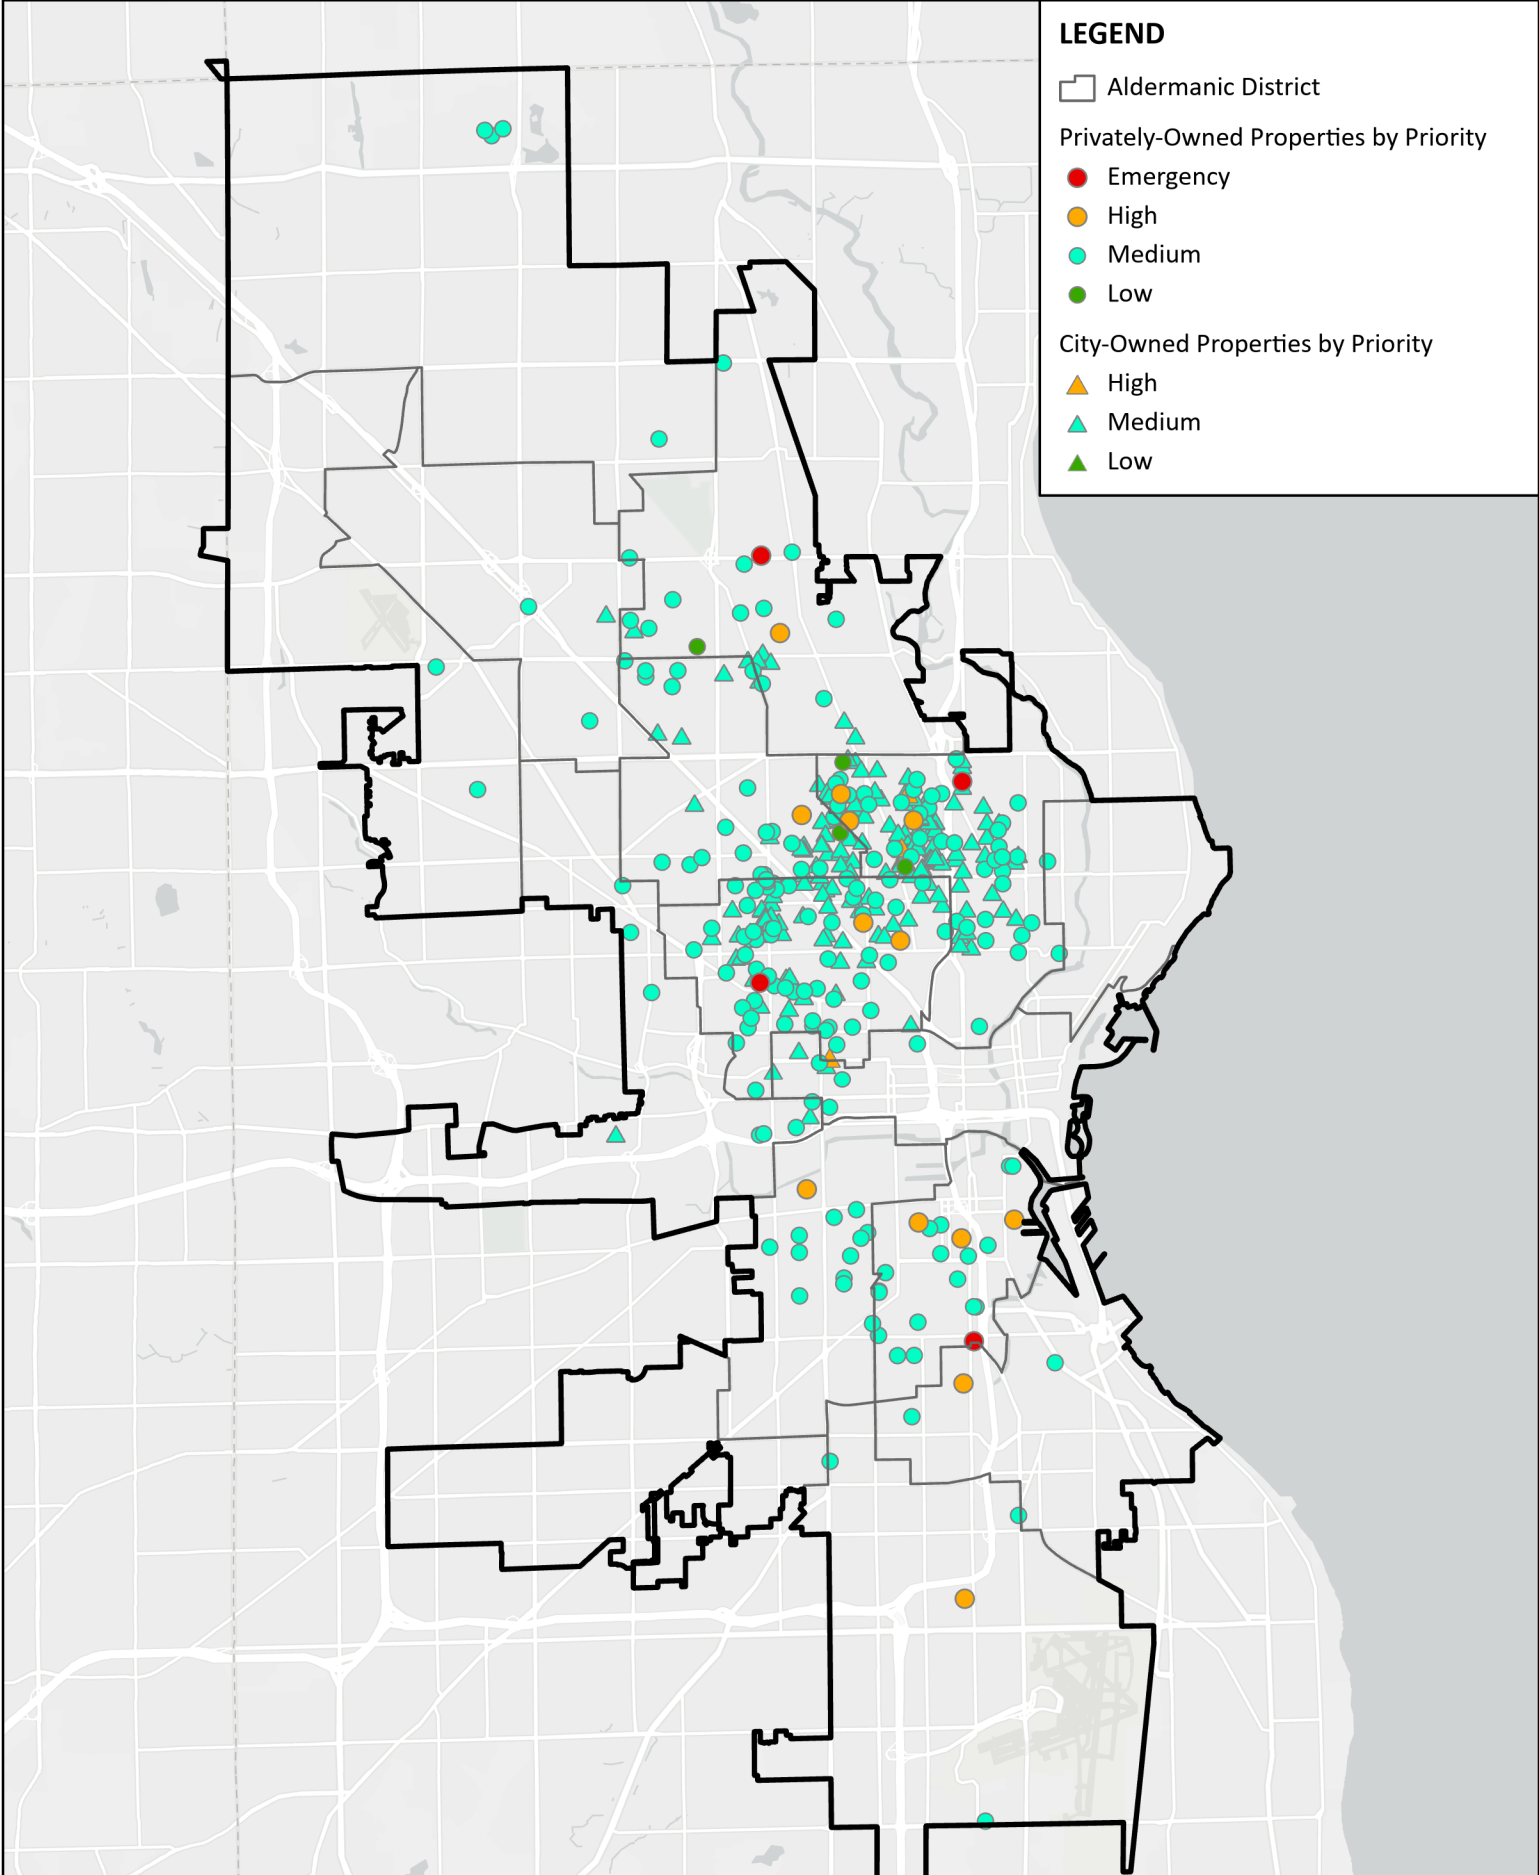 LEGEND
Aldermanic District
Privately-Owned Properties by Priority
Emergency
High
Medium
Low
City-Owned Properties by Priority
High
Medium
Low